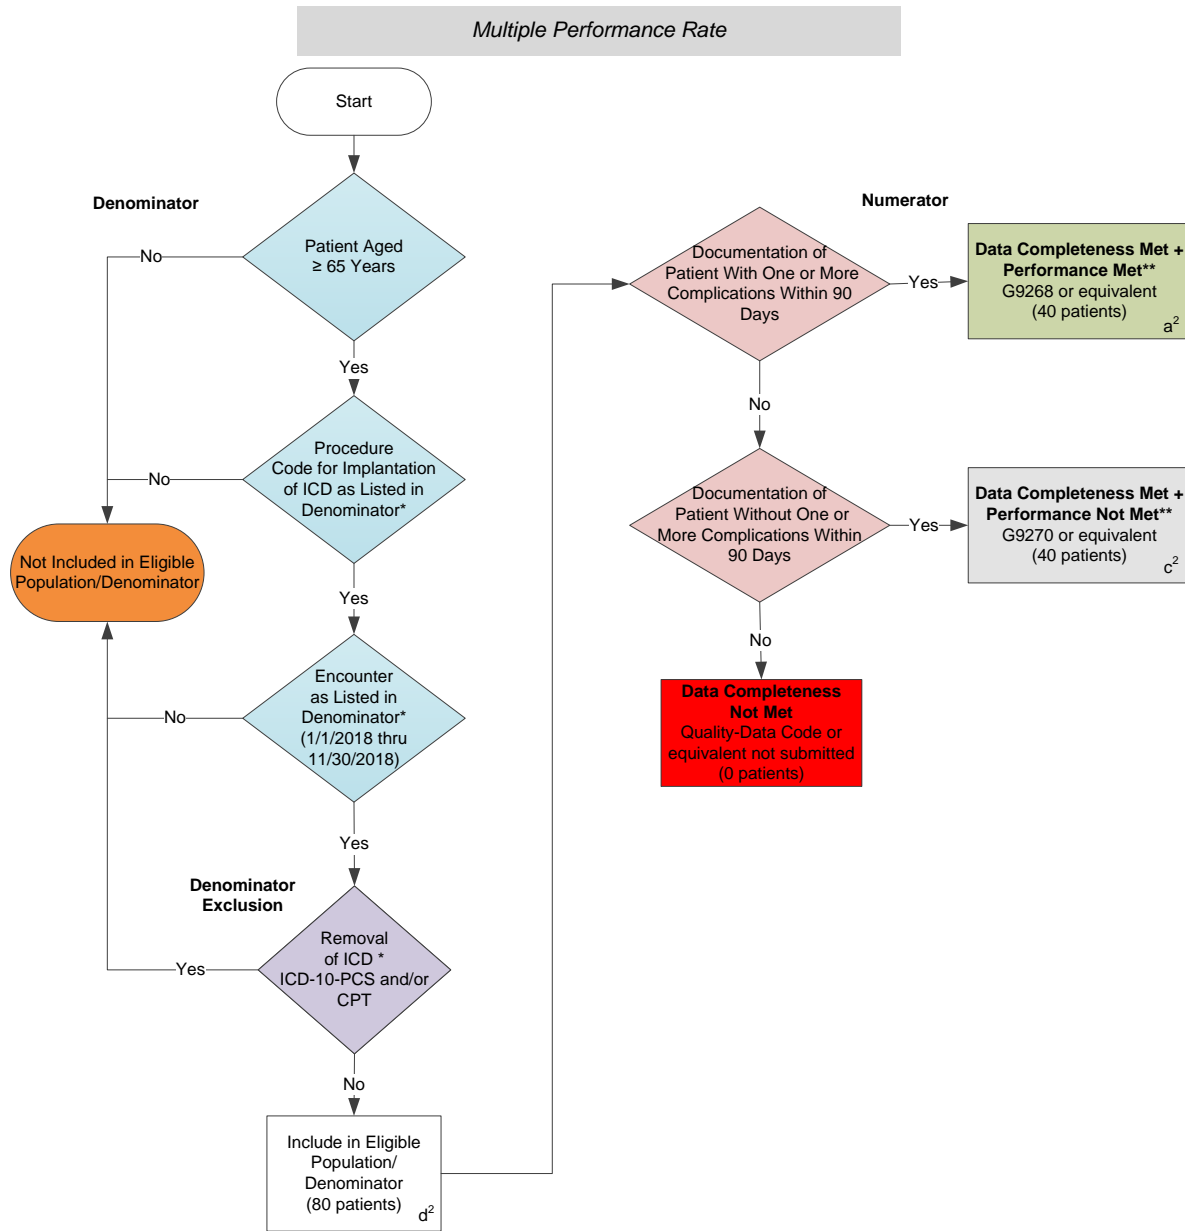 Multiple Performance Rate
Start
Denominator
Patient Aged
≥ 65 Years
No
Yes
Procedure
Code for Implantation
of ICD as Listed in
Denominator*
No
Yes
Not Included in Eligible
Population/Denominator
Encounter
as Listed in
Denominator*
(1/1/2018 thru
11/30/2018)
No
Yes
Denominator
Exclusion
Removal
of ICD *
ICD-10-PCS and/or
CPT
Yes
No
Include in Eligible
Population/
Denominator
(80 patients)
d²
Numerator
Documentation of
Patient With One or More
Complications Within 90
Days
Yes
Data Completeness Met +
Performance Met**
G9268 or equivalent
(40 patients)
a²
No
Documentation of
Patient Without One or
More Complications Within
90 Days
Yes
Data Completeness Met +
Performance Not Met**
G9270 or equivalent
(40 patients)
c²
No
Data Completeness
Not Met
Quality-Data Code or
equivalent not submitted
(0 patients)